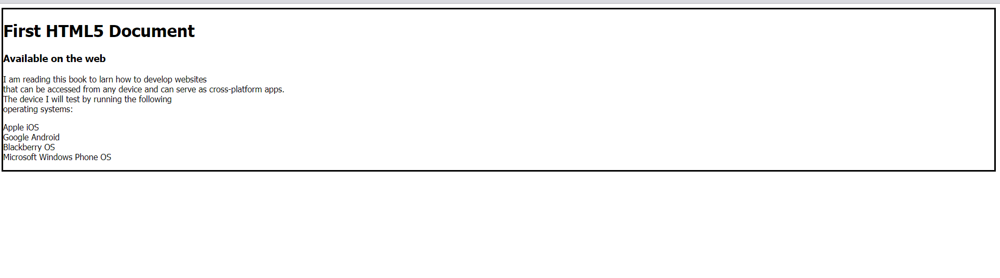 First HTML5 Document
Available on the web
I am reading this book to larn how to develop websites
that can be accessed from any device and can serve as cross-platform apps.
The device I will test by running the following
operating systems:
Apple iOS
Google Android
Blackberry OS
Microsoft Windows Phone OS